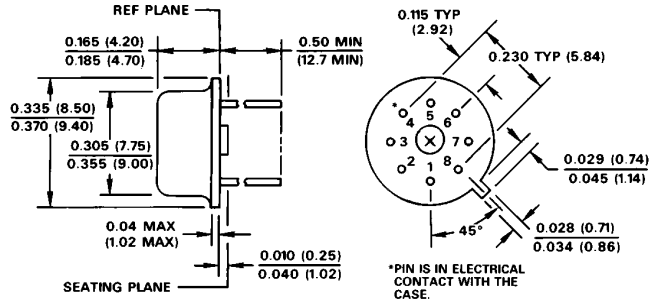 REF PLANE
0.165 (4.20)
0.185 (4.70)
0.50 MIN
(12.7 MIN)
0.335 (8.50)
0.370 (9.40)
0.305 (7.75)
0.355 (9.00)
0.04 MAX
(1.02 MAX)
0.010 (0.25)
0.040 (1.02)
SEATING PLANE
0.115 TYP
(2.92)
0.230 TYP (5.84)
*
5
4
6
3
7
2
8
1
0.029 (0.74)
0.045 (1.14)
45°
0.028 (0.71)
0.034 (0.86)
*PIN IS IN ELECTRICAL
CONTACT WITH THE
CASE.